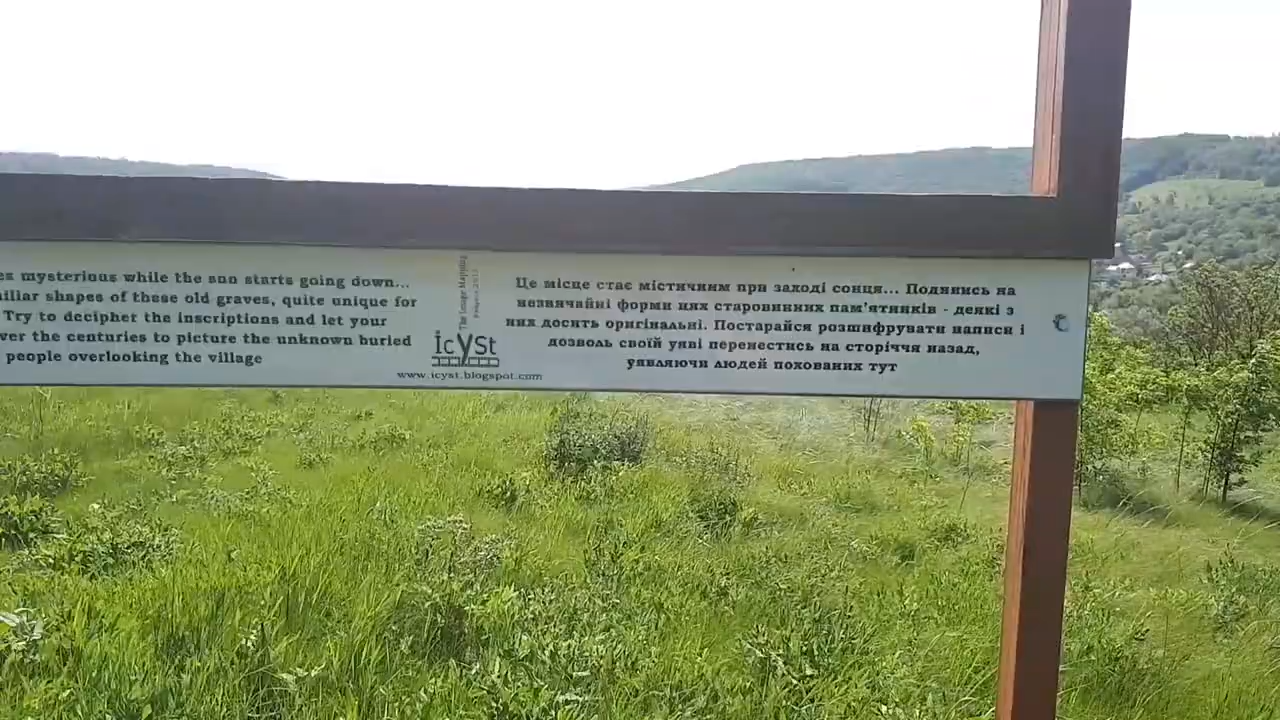 mysterious while the sun starts going down...
shapes of these old graves, quite unique for
Try to decipher the inscriptions and let your
the centuries to picture the unknown buried
people overlooking the village
The Image Mapping
icyst
www.icyst.blogspot.com
Це місце стає містичним при заході сонця... Подивись на
незвичайні форми цих старовинних пам'ятників - деякі з
них досить оригінальні. Постарайся розшифрувати написи і
дозволь своїй уяві перенестись на сторіччя назад,
уявляючи людей похованих тут